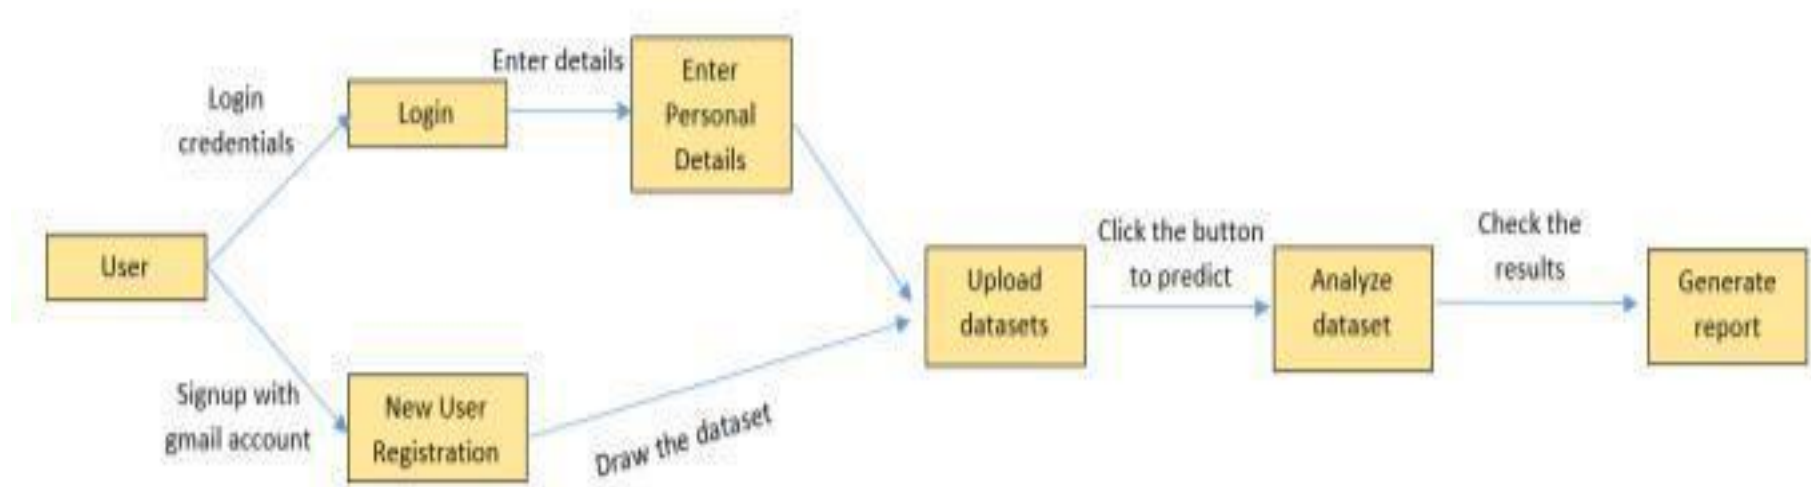 Login
credentials
Login
Enter details
Enter
Personal
Details
User
Signup with
gmail account
New User
Registration
Draw the dataset
Upload
datasets
Click the button
to predict
Analyze
dataset
Check the
results
Generate
report